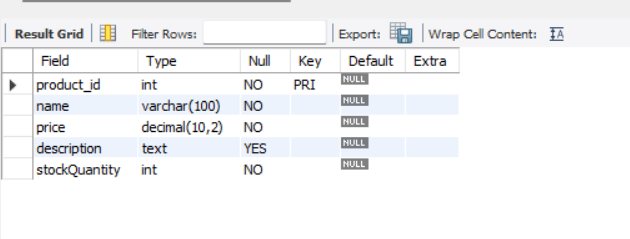 Result Grid Filter Rows: Export: Wrap Cell Content: IA
Field Type Null Key Default Extra
product_id int NO PRI NULL
name varchar(100) NO NULL
price decimal(10,2) NO NULL
description text YES NULL
stockQuantity int NO NULL